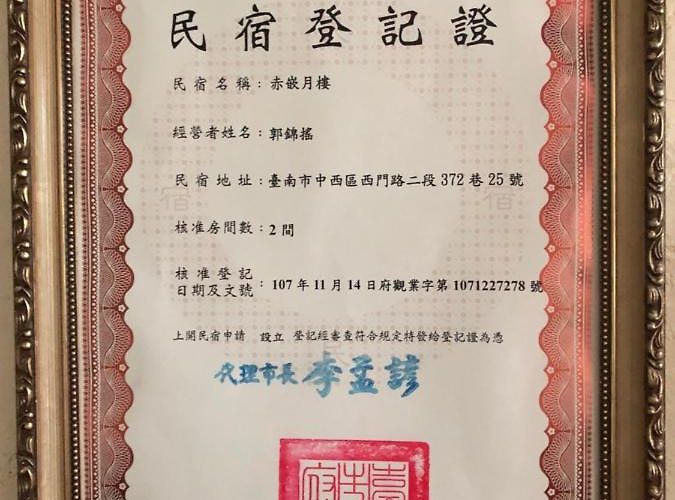 民宿登記證
民宿名稱：赤嵌月樓
經營者姓名：郭錦搖
民宿地址：臺南市中西區西門路二段372巷25號
核准房間數：2間
核准登記
日期及文號：107年11月14日府觀業字第1071227278號
上開民宿申請 設立 登記經審查符合規定特發給登記證為憑
代理市長 李孟諺